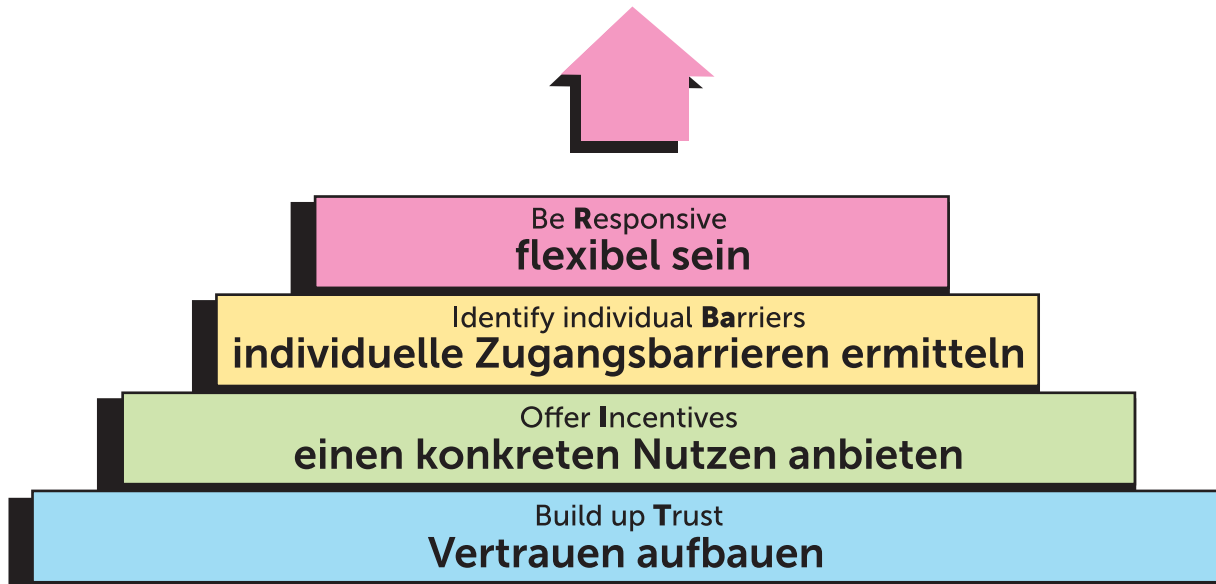 Be Responsive
flexibel sein
Identify individual Barriers
individuelle Zugangsbarrieren ermitteln
Offer Incentives
einen konkreten Nutzen anbieten
Build up Trust
Vertrauen aufbauen